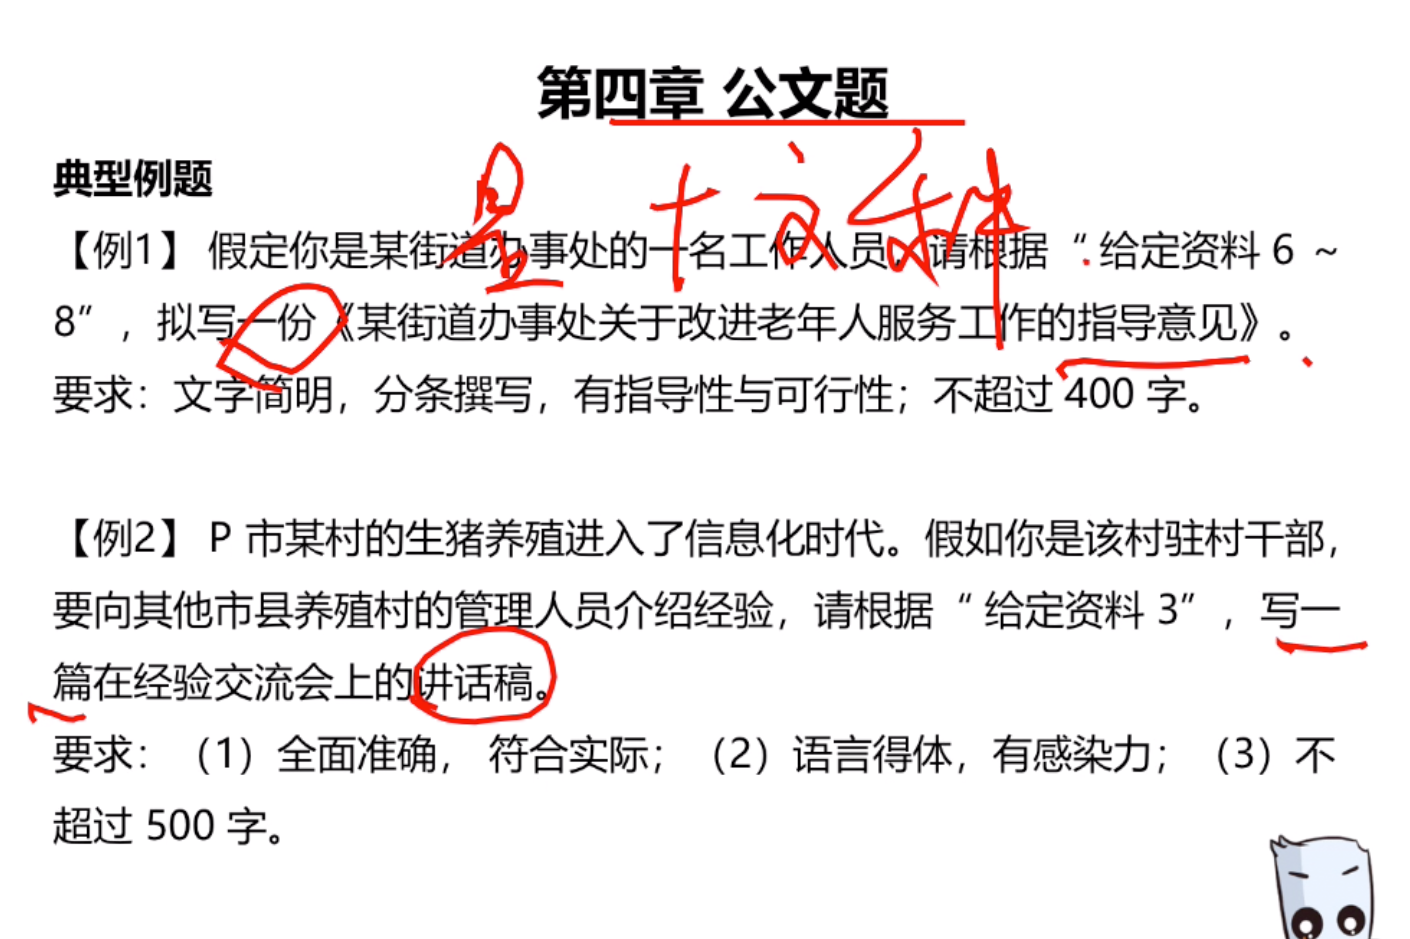 第四章 公文题
典型例题
【例1】 假定你是某街道办事处的一名工作人员，请根据“ 给定资料 6 ～
8”，拟写一份《某街道办事处关于改进老年人服务工作的指导意见》。
要求：文字简明，分条撰写，有指导性与可行性；不超过 400 字。
【例2】 P 市某村的生猪养殖进入了信息化时代。假如你是该村驻村干部，
要向其他市县养殖村的管理人员介绍经验，请根据“ 给定资料 3”，写一
篇在经验交流会上的讲话稿。
要求：（1）全面准确， 符合实际；（2）语言得体，有感染力；（3）不
超过 500 字。